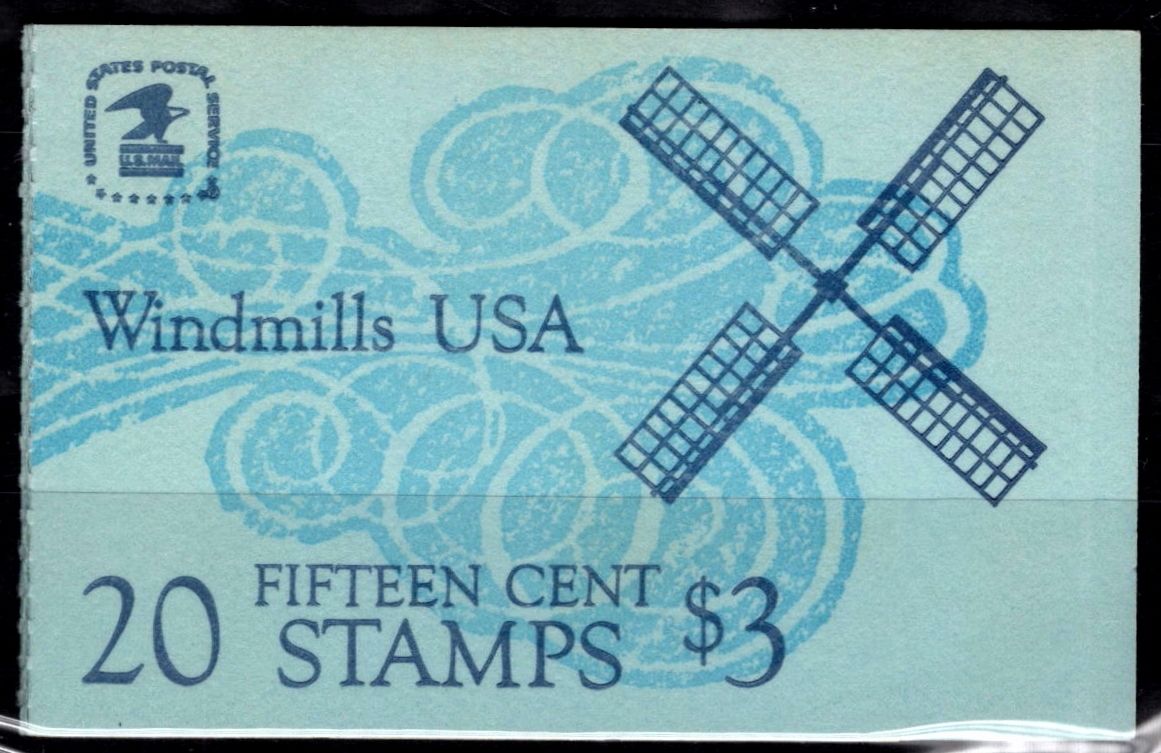 UNITED STATES POSTAL SERVICE
U.S.MAIL
Windmills USA
20 FIFTEEN CENT STAMPS $3